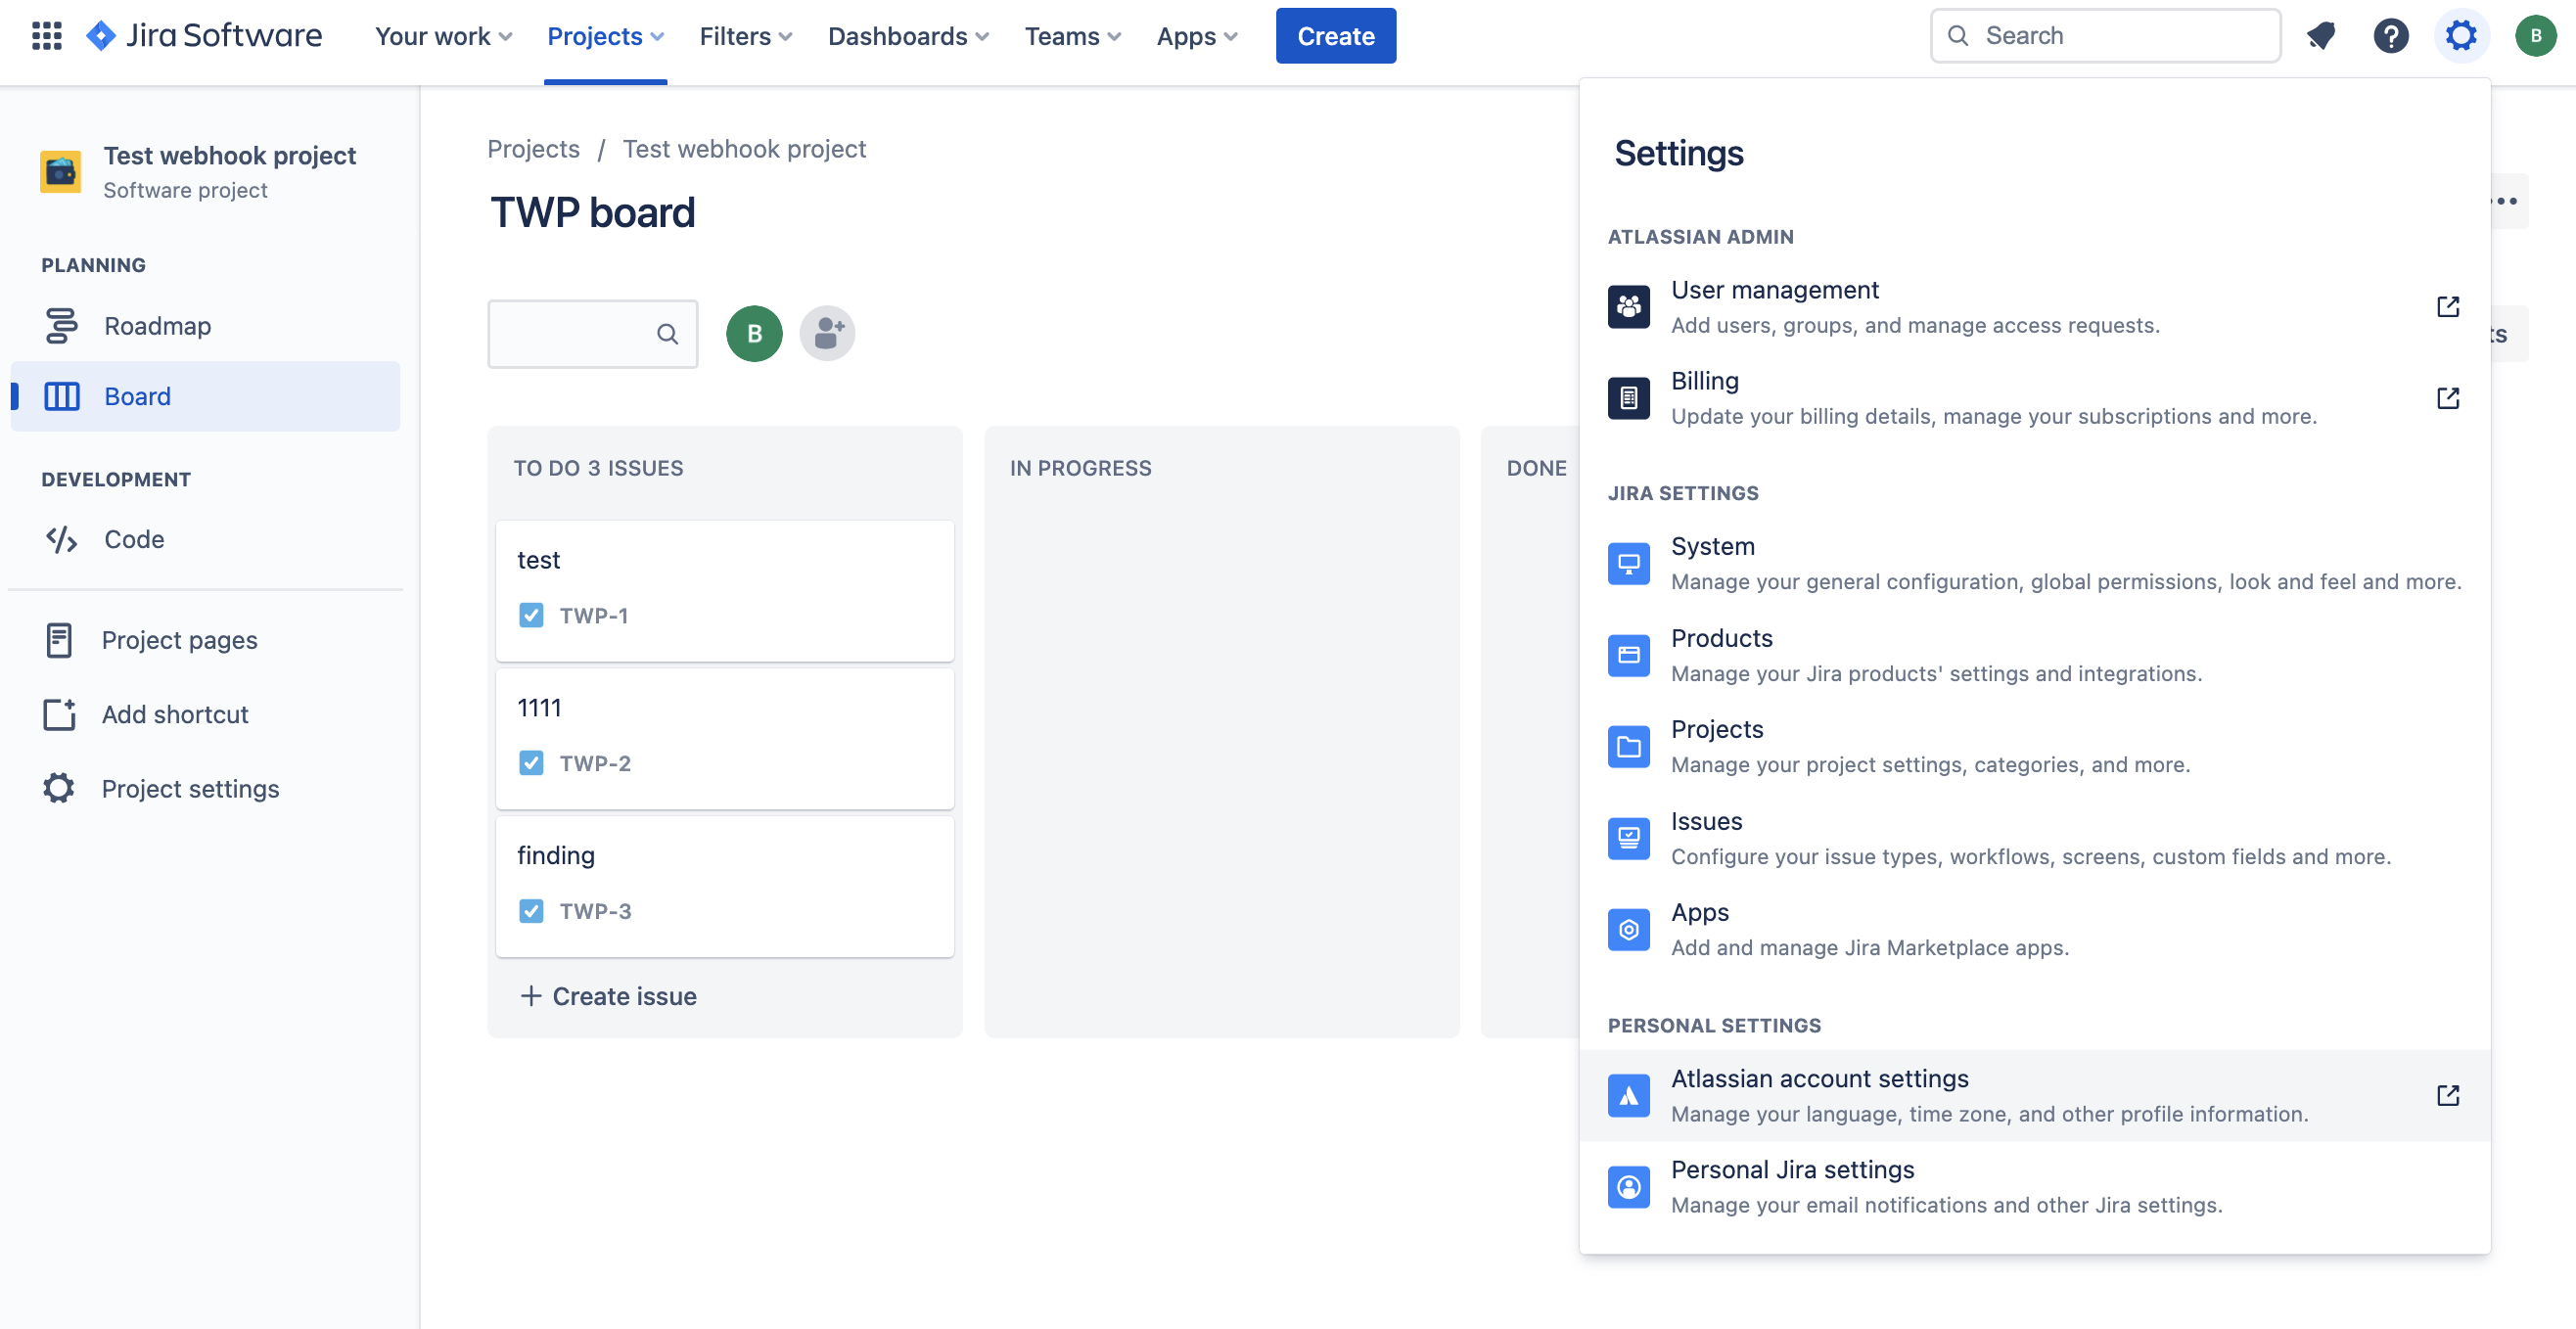 Jira Software
Your work
Projects
Filters
Dashboards
Teams
Apps
Create
Search
B
Test webhook project
Software project
PLANNING
Roadmap
Board
DEVELOPMENT
Code
Project pages
Add shortcut
Project settings
Projects / Test webhook project
TWP board
B
TO DO 3 ISSUES
test
TWP-1
1111
TWP-2
finding
TWP-3
Create issue
IN PROGRESS
DONE
Settings
ATLASSIAN ADMIN
User management
Add users, groups, and manage access requests.
Billing
Update your billing details, manage your subscriptions and more.
JIRA SETTINGS
System
Manage your general configuration, global permissions, look and feel and more.
Products
Manage your Jira products' settings and integrations.
Projects
Manage your project settings, categories, and more.
Issues
Configure your issue types, workflows, screens, custom fields and more.
Apps
Add and manage Jira Marketplace apps.
PERSONAL SETTINGS
Atlassian account settings
Manage your language, time zone, and other profile information.
Personal Jira settings
Manage your email notifications and other Jira settings.